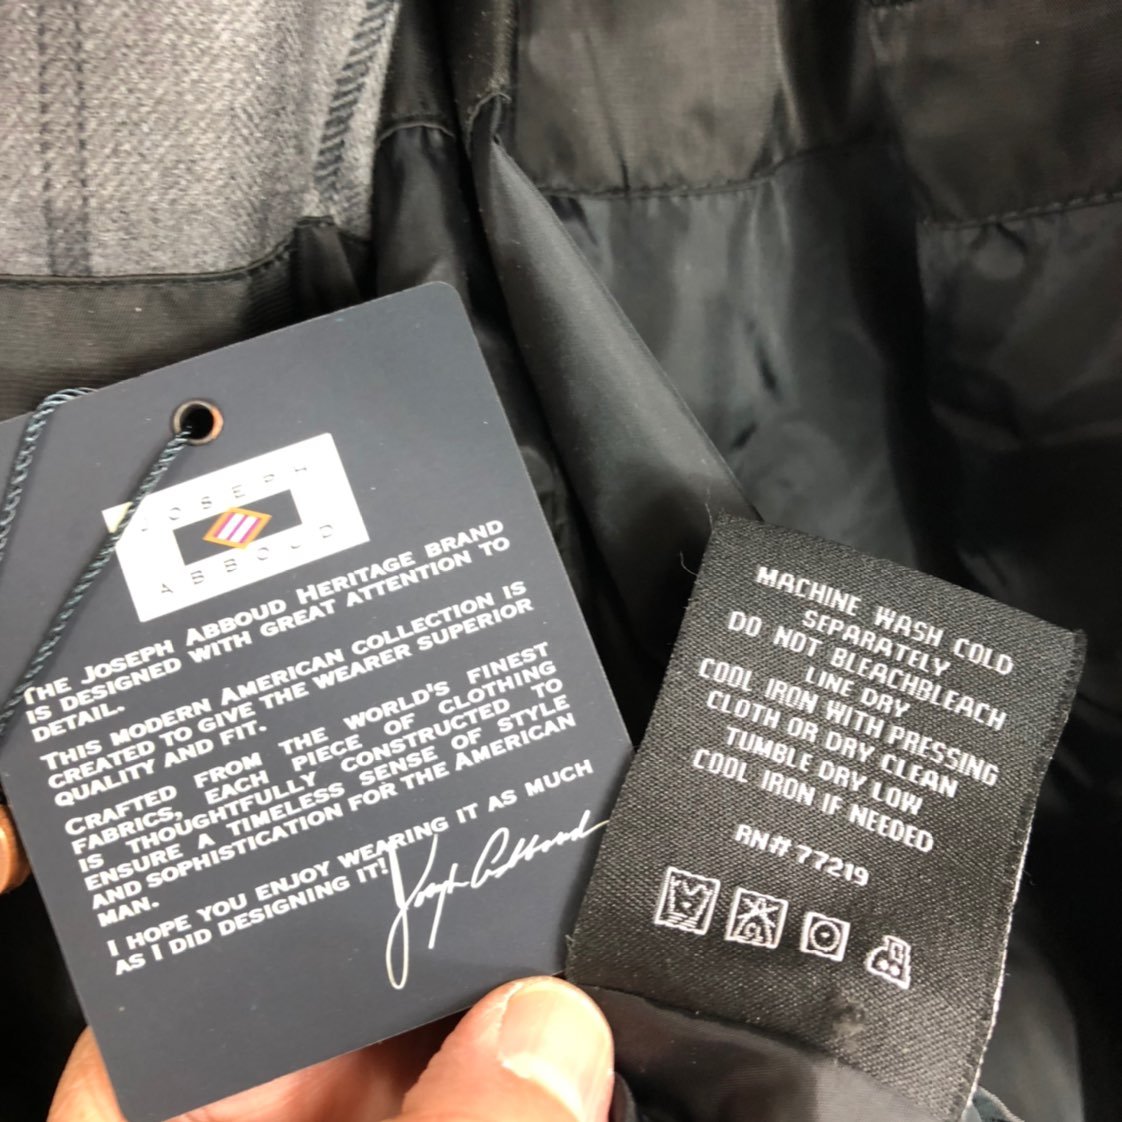 JOSEPH
ABBOUD
THE JOSEPH ABBOUD HERITAGE BRAND
IS DESIGNED WITH GREAT ATTENTION TO
DETAIL.
THIS MODERN AMERICAN COLLECTION IS
CREATED TO GIVE THE WEARER SUPERIOR
QUALITY AND FIT.
CRAFTED FROM THE WORLD'S FINEST
FABRICS, EACH PIECE OF CLOTHING
IS THOUGHTFULLY CONSTRUCTED TO
ENSURE A TIMELESS SENSE OF STYLE
AND SOPHISTICATION FOR THE AMERICAN
MAN.
I HOPE YOU ENJOY WEARING IT AS MUCH
AS I DID DESIGNING IT!
Joseph Abboud
MACHINE WASH COLD
SEPARATELY
DO NOT BLEACHBLEACH
LINE DRY
COOL IRON WITH PRESSING
CLOTH OR DRY CLEAN
TUMBLE DRY LOW
COOL IRON IF NEEDED
RN# 77219